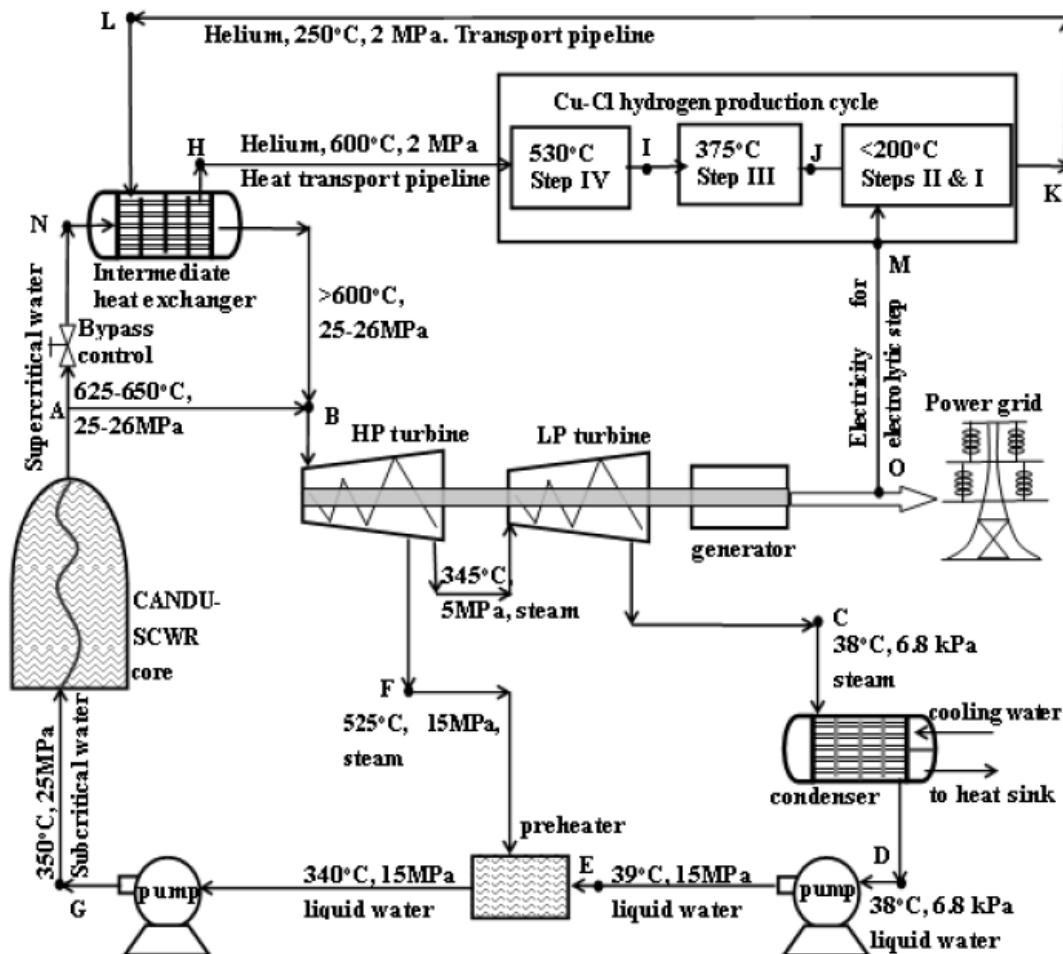 L
Helium, 250°C, 2 MPa. Transport pipeline
Cu-Cl hydrogen production cycle
H
Helium, 600°C, 2 MPa
Heat transport pipeline
530°C
Step IV
I
375°C
Step III
J
<200°C
Steps II & I
K
N
Intermediate
heat exchanger
>600°C,
25-26MPa
M
Supercritical water
Bypass
control
A
625-650°C,
25-26MPa
B
Electricity for
electrolytic step
Power grid
HP turbine
LP turbine
O
generator
345°C,
5MPa, steam
CANDU-
SCWR
core
C
38°C, 6.8 kPa
steam
F
525°C, 15MPa,
steam
cooling water
condenser
to heat sink
350°C, 25MPa
Subcritical water
preheater
G
pump
340°C, 15MPa
liquid water
E
39°C, 15MPa
liquid water
pump
D
38°C, 6.8 kPa
liquid water